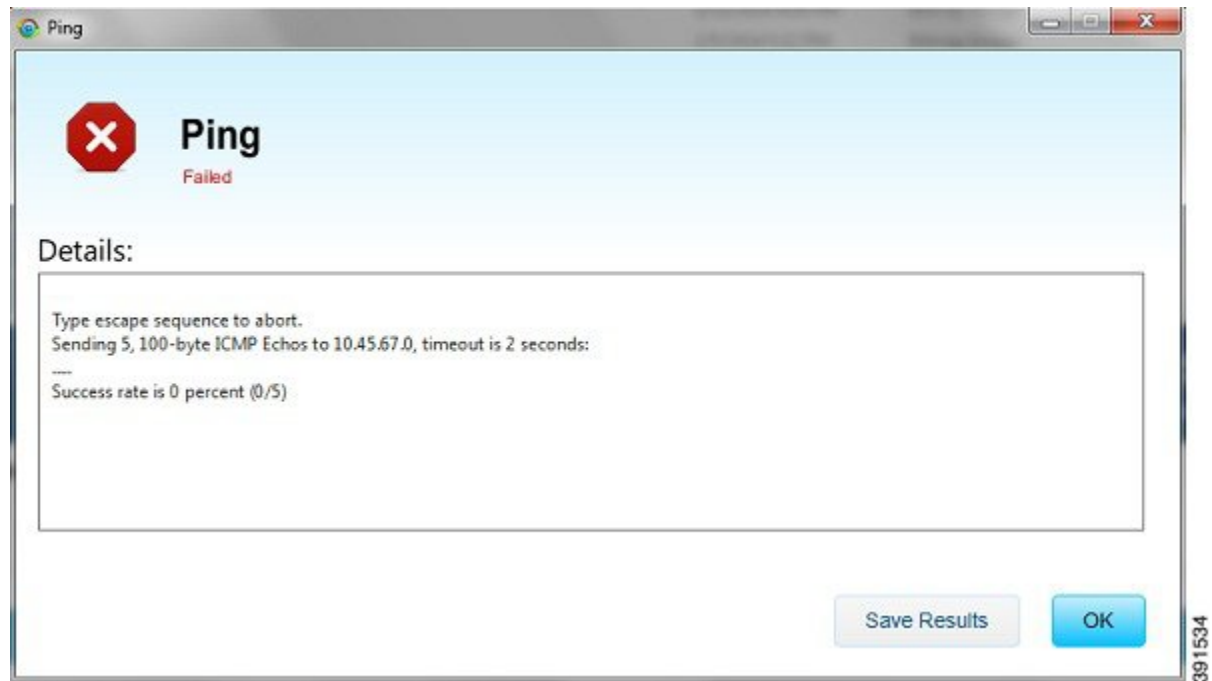 Ping
Ping
Failed
Details:
Type escape sequence to abort.
Sending 5, 100-byte ICMP Echos to 10.45.67.0, timeout is 2 seconds:
....
Success rate is 0 percent (0/5)
Save Results
OK
391534